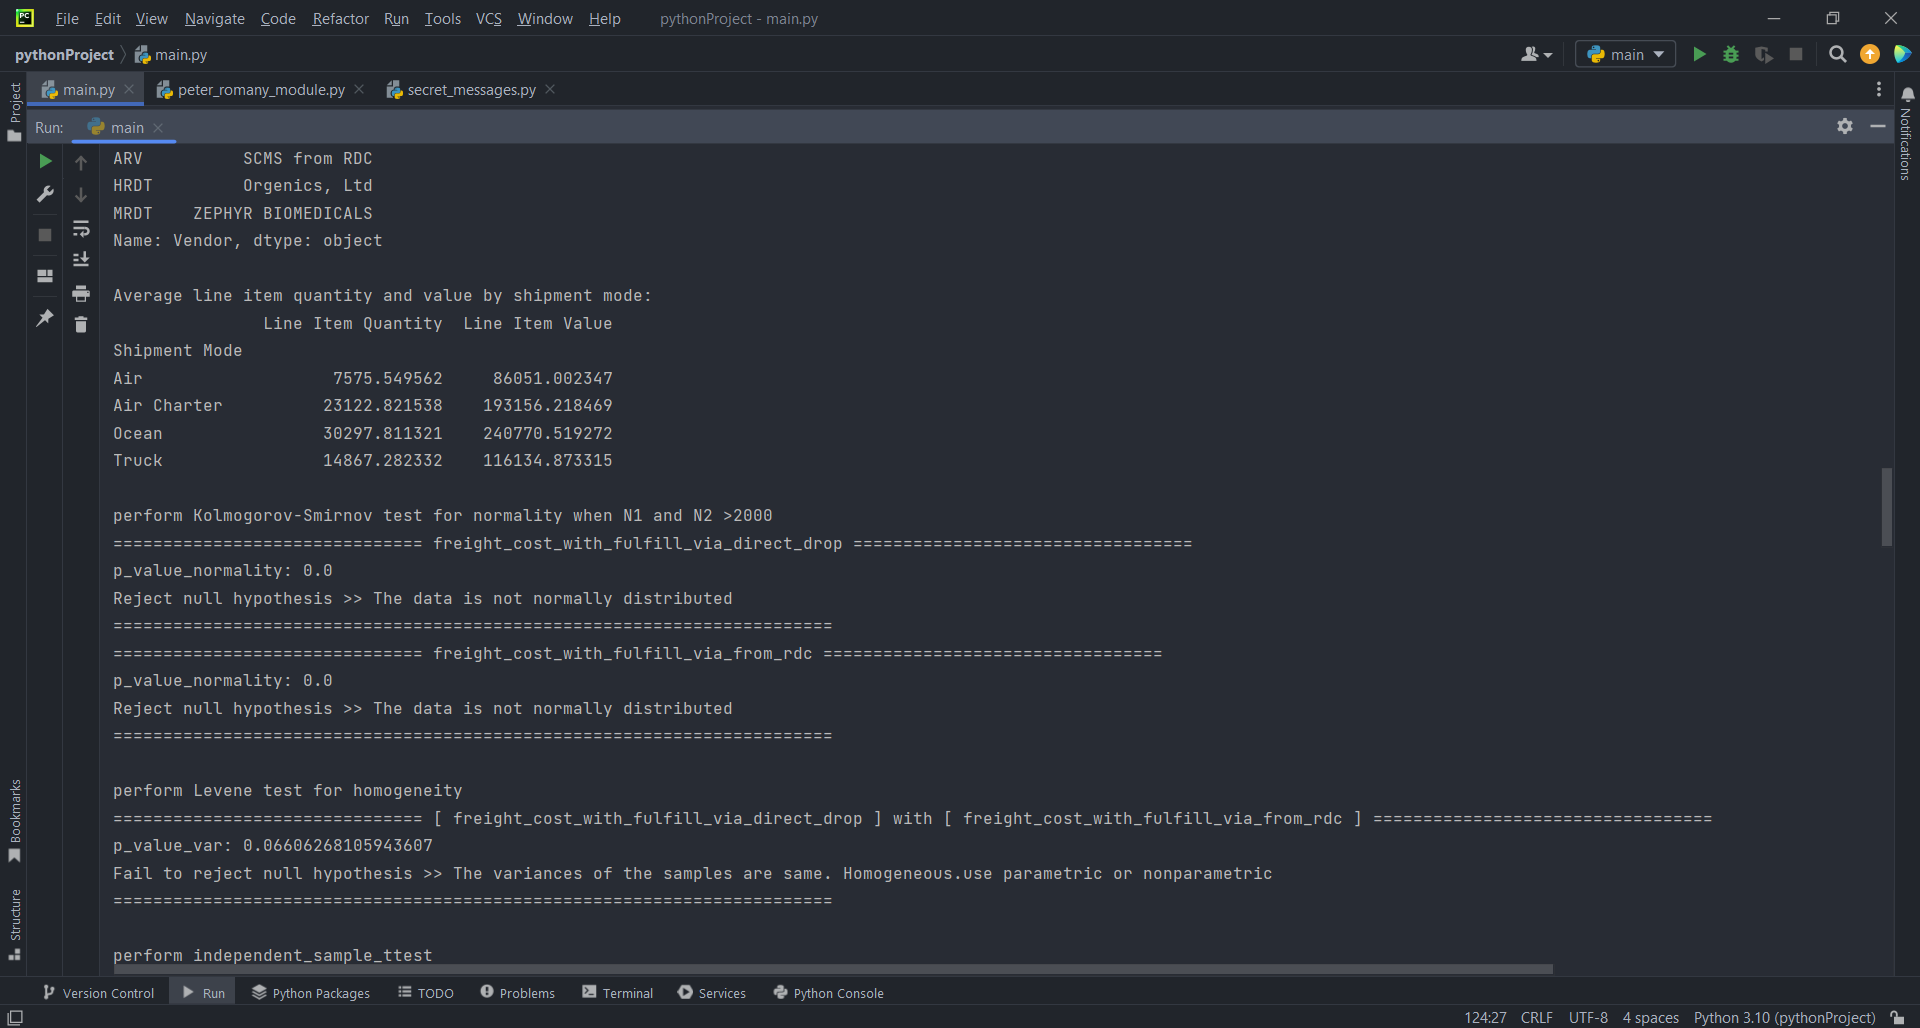 File Edit View Navigate Code Refactor Run Tools VCS Window Help pythonProject - main.py
pythonProject main.py main
main.py peter_romany_module.py secret_messages.py
Project
Notifications
Run: main
ARV          SCMS from RDC
HRDT         Orgenics, Ltd
MRDT    ZEPHYR BIOMEDICALS
Name: Vendor, dtype: object
Average line item quantity and value by shipment mode:
               Line Item Quantity  Line Item Value
Shipment Mode
Air                   7575.549562     86051.002347
Air Charter          23122.821538    193156.218469
Ocean                30297.811321    240770.519272
Truck                14867.282332    116134.873315
perform Kolmogorov-Smirnov test for normality when N1 and N2 >2000
=============================== freight_cost_with_fulfill_via_direct_drop ==================================
p_value_normality: 0.0
Reject null hypothesis >> The data is not normally distributed
========================================================================
=============================== freight_cost_with_fulfill_via_from_rdc ==================================
p_value_normality: 0.0
Reject null hypothesis >> The data is not normally distributed
========================================================================
perform Levene test for homogeneity
=============================== [ freight_cost_with_fulfill_via_direct_drop ] with [ freight_cost_with_fulfill_via_from_rdc ] ==================================
p_value_var: 0.06606268105943607
Fail to reject null hypothesis >> The variances of the samples are same. Homogeneous.use parametric or nonparametric
========================================================================
perform independent_sample_ttest
Bookmarks
Structure
Version Control Run Python Packages TODO Problems Terminal Services Python Console
124:27 CRLF UTF-8 4 spaces Python 3.10 (pythonProject)